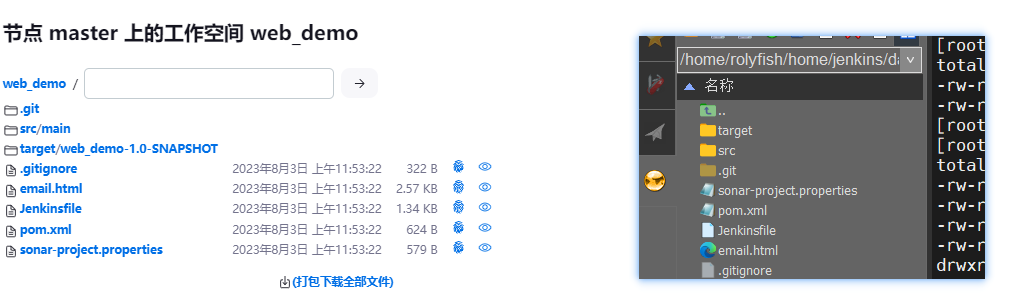 节点 master 上的工作空间 web_demo
web_demo /
→
.git
src/main
target/web_demo-1.0-SNAPSHOT
.gitignore 2023年8月3日 上午11:53:22 322 B
email.html 2023年8月3日 上午11:53:22 2.57 KB
Jenkinsfile 2023年8月3日 上午11:53:22 1.34 KB
pom.xml 2023年8月3日 上午11:53:22 624 B
sonar-project.properties 2023年8月3日 上午11:53:22 579 B
(打包下载全部文件)
/home/rolyfish/home/jenkins/da
名称
..
target
src
.git
sonar-project.properties
pom.xml
Jenkinsfile
email.html
.gitignore
[root
total
-rw-r
-rw-r
[root
[root
total
-rw-r
-rw-r
-rw-r
-rw-r
drwxr